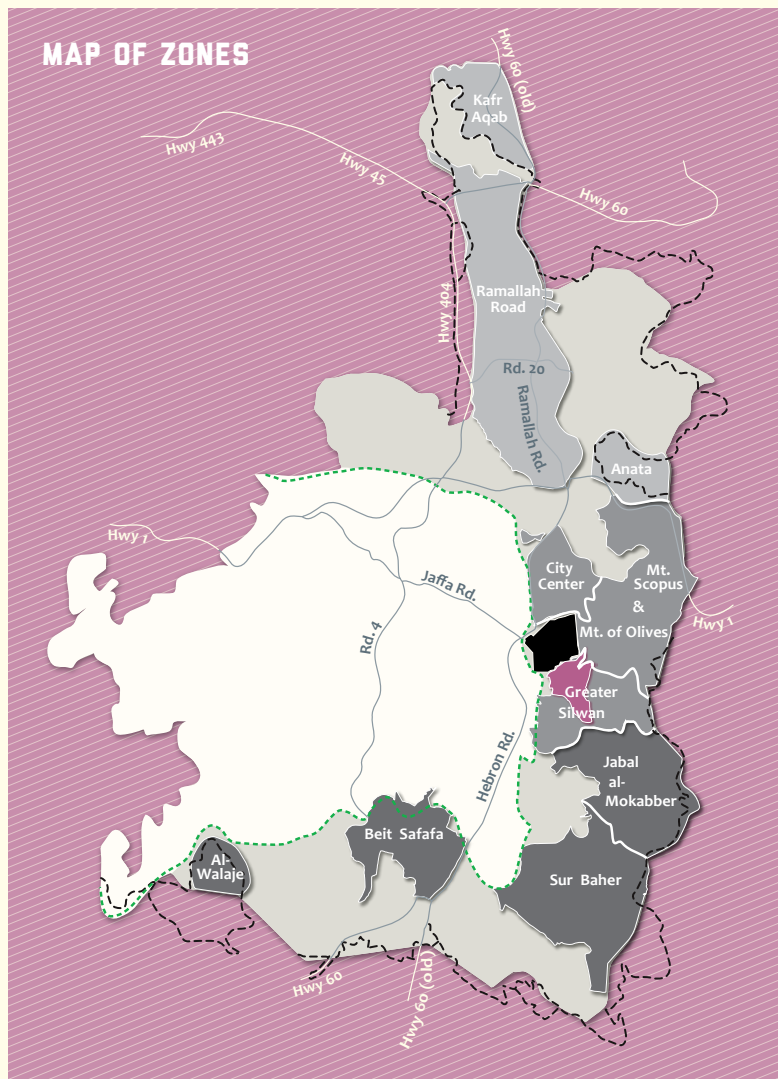 MAP OF ZONES
Hwy 60 (old)
Kafr
Aqab
Hwy 443
Hwy 45
Hwy 60
Hwy 404
Ramallah
Road
Rd. 20
Ramallah Rd.
Anata
Hwy 1
City
Center
Mt.
Scopus
&
Mt. of Olives
Jaffa Rd.
Hwy 1
Rd. 4
Greater
Silwan
Hebron Rd.
Jabal
al-
Mokabber
Beit Safafa
Al-
Walaje
Sur Baher
Hwy 60
Hwy 60 (old)